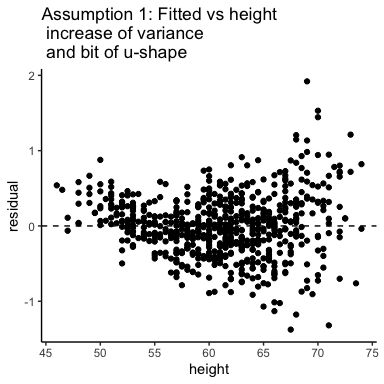 Assumption 1: Fitted vs height
increase of variance
and bit of u-shape
2
1
0
-1
residual
45
50
55
60
65
70
75
height